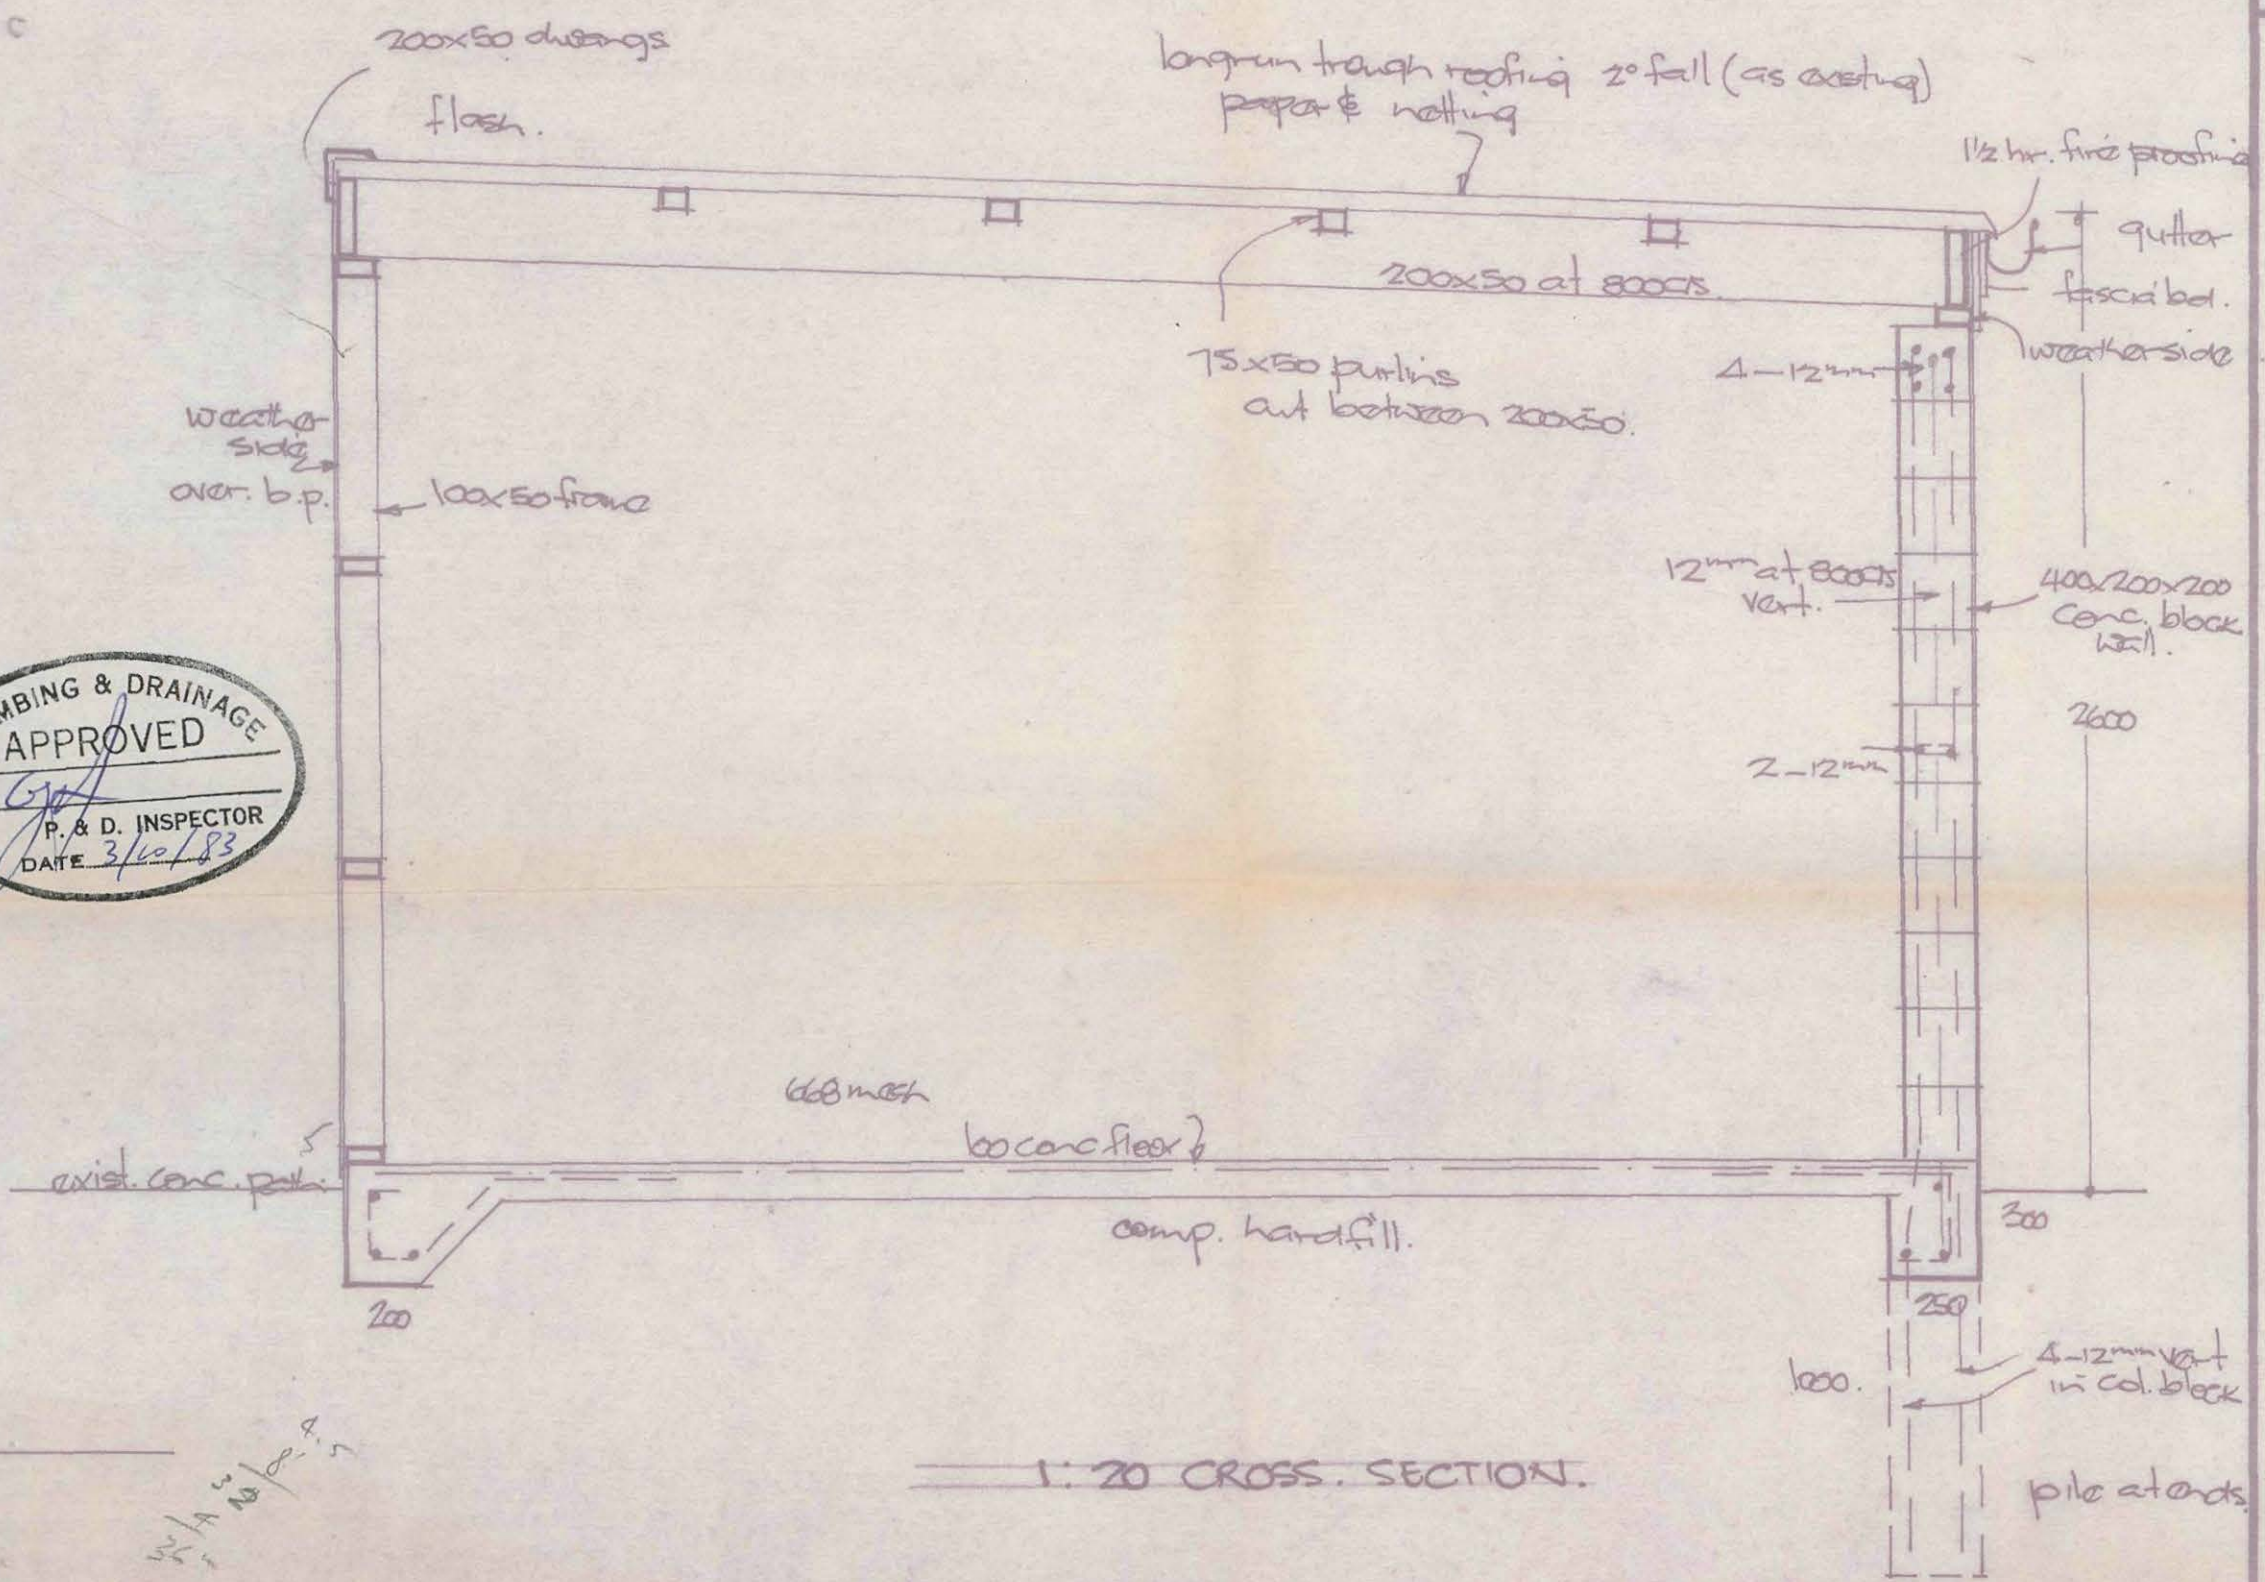 200x50 dwangs
flash.
longrun trough roofing 2° fall (as existing)
paper & netting
1½ hr. fire proofing
gutter
fascia bd.
weatherside
200x50 at 800crs.
75x50 purlins
cut between 200x50.
4-12mm
weather
side
over. b.p.
100x50 frame
12mm at 800crs
vert.
400x200x200
conc. block
wall.
2600
2-12mm
MBING & DRAINAGE
APPROVED
P. & D. INSPECTOR
DATE 3/10/83
668 mesh
100 conc floor
exist. conc. path.
comp. hardfill.
300
200
250
1000.
4-12mm vert
in col. block
pile at ends.
1:20 CROSS. SECTION.